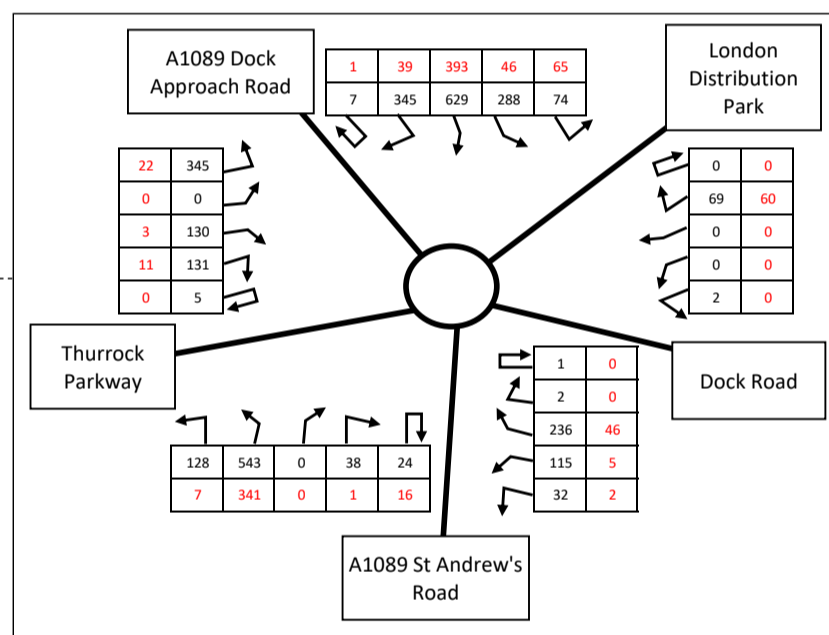 A1089 Dock
Approach Road
1 39 393 46 65
7 345 629 288 74
London
Distribution
Park
22 345
0 0
3 130
11 131
0 5
0 0
69 60
0 0
0 0
2 0
Thurrock
Parkway
Dock Road
1 0
2 0
236 46
115 5
32 2
128 543 0 38 24
7 341 0 1 16
A1089 St Andrew's
Road